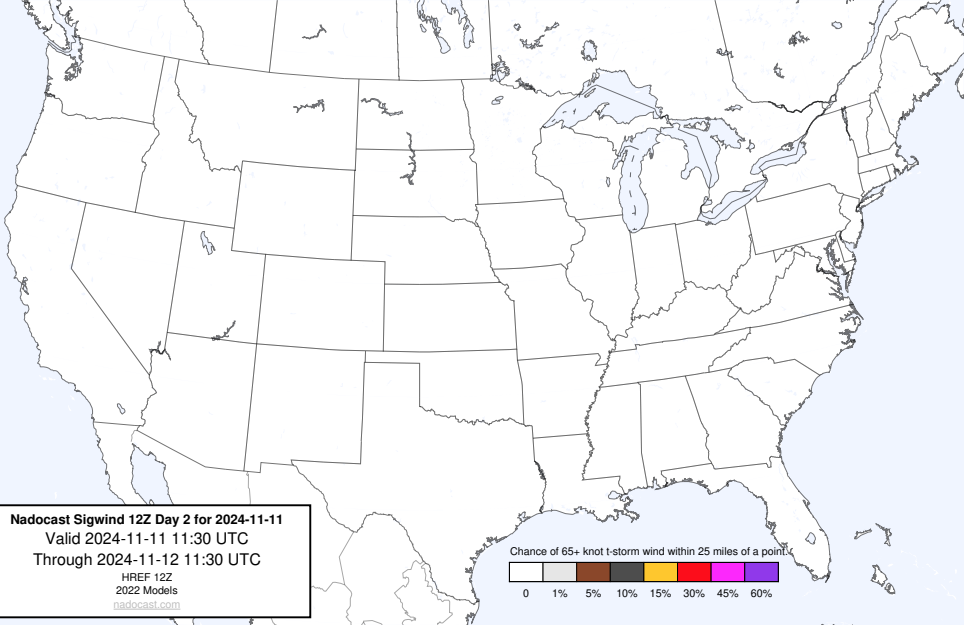 Nadocast Sigwind 12Z Day 2 for 2024-11-11
Valid 2024-11-11 11:30 UTC
Through 2024-11-12 11:30 UTC
HREF 12Z
2022 Models
nadocast.com
Chance of 65+ knot t-storm wind within 25 miles of a point.
0 1% 5% 10% 15% 30% 45% 60%